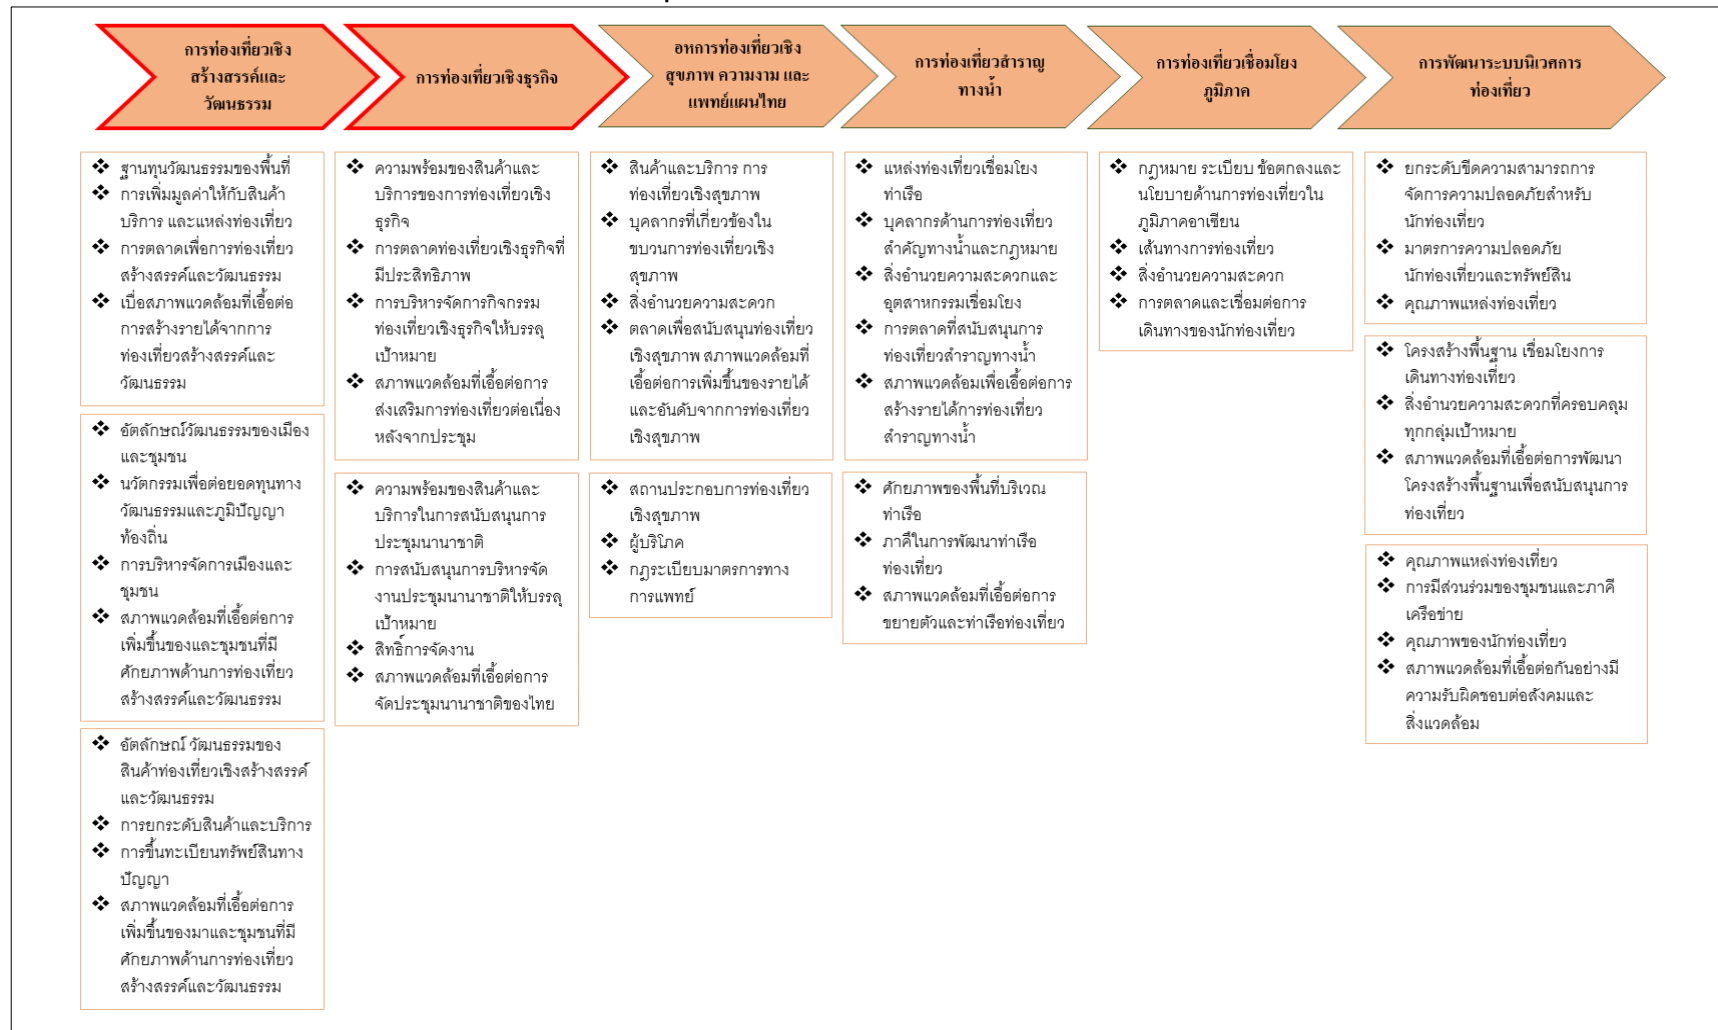 การท่องเที่ยวเชิง
สร้างสรรค์และ
วัฒนธรรม
การท่องเที่ยวเชิงธุรกิจ
อหการท่องเที่ยวเชิง
สุขภาพ ความงาม และ
แพทย์แผนไทย
การท่องเที่ยวสำราญ
ทางน้ำ
การท่องเที่ยวเชื่อมโยง
ภูมิภาค
การพัฒนาระบบนิเวศการ
ท่องเที่ยว
❖ ฐานทุนวัฒนธรรมของพื้นที่
❖ การเพิ่มมูลค่าให้กับสินค้า
บริการ และแหล่งท่องเที่ยว
❖ การตลาดเพื่อการท่องเที่ยว
สร้างสรรค์และวัฒนธรรม
❖ เบื่อสภาพแวดล้อมที่เอื้อต่อ
การสร้างรายได้จากการ
ท่องเที่ยวสร้างสรรค์และ
วัฒนธรรม
❖ อัตลักษณ์วัฒนธรรมของเมือง
และชุมชน
❖ นวัตกรรมเพื่อต่อยอดทุนทาง
วัฒนธรรมและภูมิปัญญา
ท้องถิ่น
❖ การบริหารจัดการเมืองและ
ชุมชน
❖ สภาพแวดล้อมที่เอื้อต่อการ
เพิ่มขึ้นของและชุมชนที่มี
ศักยภาพด้านการท่องเที่ยว
สร้างสรรค์และวัฒนธรรม
❖ อัตลักษณ์ วัฒนธรรมของ
สินค้าท่องเที่ยวเชิงสร้างสรรค์
และวัฒนธรรม
❖ การยกระดับสินค้าและบริการ
❖ การขึ้นทะเบียนทรัพย์สินทาง
ปัญญา
❖ สภาพแวดล้อมที่เอื้อต่อการ
เพิ่มขึ้นของมาและชุมชนที่มี
ศักยภาพด้านการท่องเที่ยว
สร้างสรรค์และวัฒนธรรม
❖ ความพร้อมของสินค้าและ
บริการของการท่องเที่ยวเชิง
ธุรกิจ
❖ การตลาดท่องเที่ยวเชิงธุรกิจที่
มีประสิทธิภาพ
❖ การบริหารจัดการกิจกรรม
ท่องเที่ยวเชิงธุรกิจให้บรรลุ
เป้าหมาย
❖ สภาพแวดล้อมที่เอื้อต่อการ
ส่งเสริมการท่องเที่ยวต่อเนื่อง
หลังจากประชุม
❖ ความพร้อมของสินค้าและ
บริการในการสนับสนุนการ
ประชุมนานาชาติ
❖ การสนับสนุนการบริหารจัด
งานประชุมนานาชาติให้บรรลุ
เป้าหมาย
❖ สิทธิ์การจัดงาน
❖ สภาพแวดล้อมที่เอื้อต่อการ
จัดประชุมนานาชาติของไทย
❖ สินค้าและบริการ การ
ท่องเที่ยวเชิงสุขภาพ
❖ บุคลากรที่เกี่ยวข้องใน
ขบวนการท่องเที่ยวเชิง
สุขภาพ
❖ สิ่งอำนวยความสะดวก
❖ ตลาดเพื่อสนับสนุนท่องเที่ยว
เชิงสุขภาพ สภาพแวดล้อมที่
เอื้อต่อการเพิ่มขึ้นของรายได้
และอันดับจากการท่องเที่ยว
เชิงสุขภาพ
❖ สถานประกอบการท่องเที่ยว
เชิงสุขภาพ
❖ ผู้บริโภค
❖ กฎระเบียบมาตรการทาง
การแพทย์
❖ แหล่งท่องเที่ยวเชื่อมโยง
ท่าเรือ
❖ บุคลากรด้านการท่องเที่ยว
สำคัญทางน้ำและกฎหมาย
❖ สิ่งอำนวยความสะดวกและ
อุตสาหกรรมเชื่อมโยง
❖ การตลาดที่สนับสนุนการ
ท่องเที่ยวสำราญทางน้ำ
❖ สภาพแวดล้อมเพื่อเอื้อต่อการ
สร้างรายได้การท่องเที่ยว
สำราญทางน้ำ
❖ ศักยภาพของพื้นที่บริเวณ
ท่าเรือ
❖ ภาคีในการพัฒนาท่าเรือ
ท่องเที่ยว
❖ สภาพแวดล้อมที่เอื้อต่อการ
ขยายตัวและท่าเรือท่องเที่ยว
❖ กฎหมาย ระเบียบ ข้อตกลงและ
นโยบายด้านการท่องเที่ยวใน
ภูมิภาคอาเซียน
❖ เส้นทางการท่องเที่ยว
❖ สิ่งอำนวยความสะดวก
❖ การตลาดและเชื่อมต่อการ
เดินทางของนักท่องเที่ยว
❖ ยกระดับขีดความสามารถการ
จัดการความปลอดภัยสำหรับ
นักท่องเที่ยว
❖ มาตรการความปลอดภัย
นักท่องเที่ยวและทรัพย์สิน
❖ คุณภาพแหล่งท่องเที่ยว
❖ โครงสร้างพื้นฐาน เชื่อมโยงการ
เดินทางท่องเที่ยว
❖ สิ่งอำนวยความสะดวกที่ครอบคลุม
ทุกกลุ่มเป้าหมาย
❖ สภาพแวดล้อมที่เอื้อต่อการพัฒนา
โครงสร้างพื้นฐานเพื่อสนับสนุนการ
ท่องเที่ยว
❖ คุณภาพแหล่งท่องเที่ยว
❖ การมีส่วนร่วมของชุมชนและภาคี
เครือข่าย
❖ คุณภาพของนักท่องเที่ยว
❖ สภาพแวดล้อมที่เอื้อต่อกันอย่างมี
ความรับผิดชอบต่อสังคมและ
สิ่งแวดล้อม